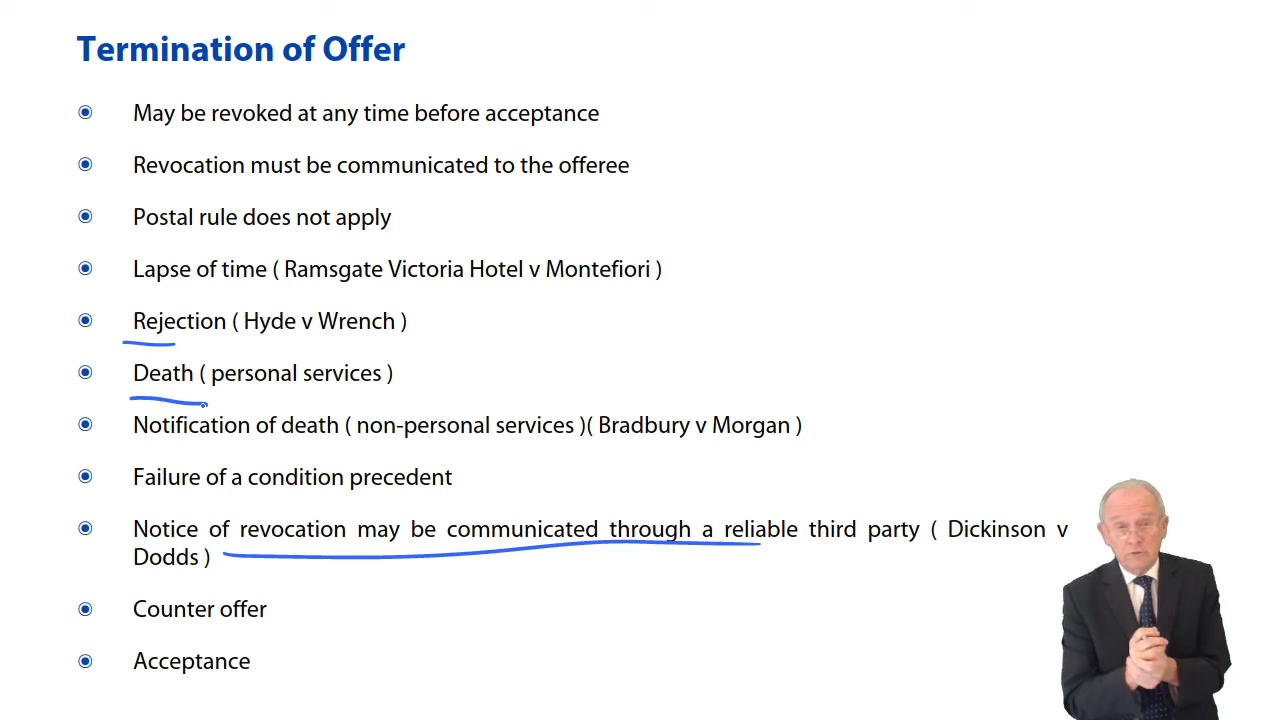 Termination of Offer
May be revoked at any time before acceptance
Revocation must be communicated to the offeree
Postal rule does not apply
Lapse of time ( Ramsgate Victoria Hotel v Montefiori )
Rejection ( Hyde v Wrench )
Death ( personal services )
Notification of death ( non-personal services )( Bradbury v Morgan )
Failure of a condition precedent
Notice of revocation may be communicated through a reliable third party ( Dickinson v
Dodds )
Counter offer
Acceptance